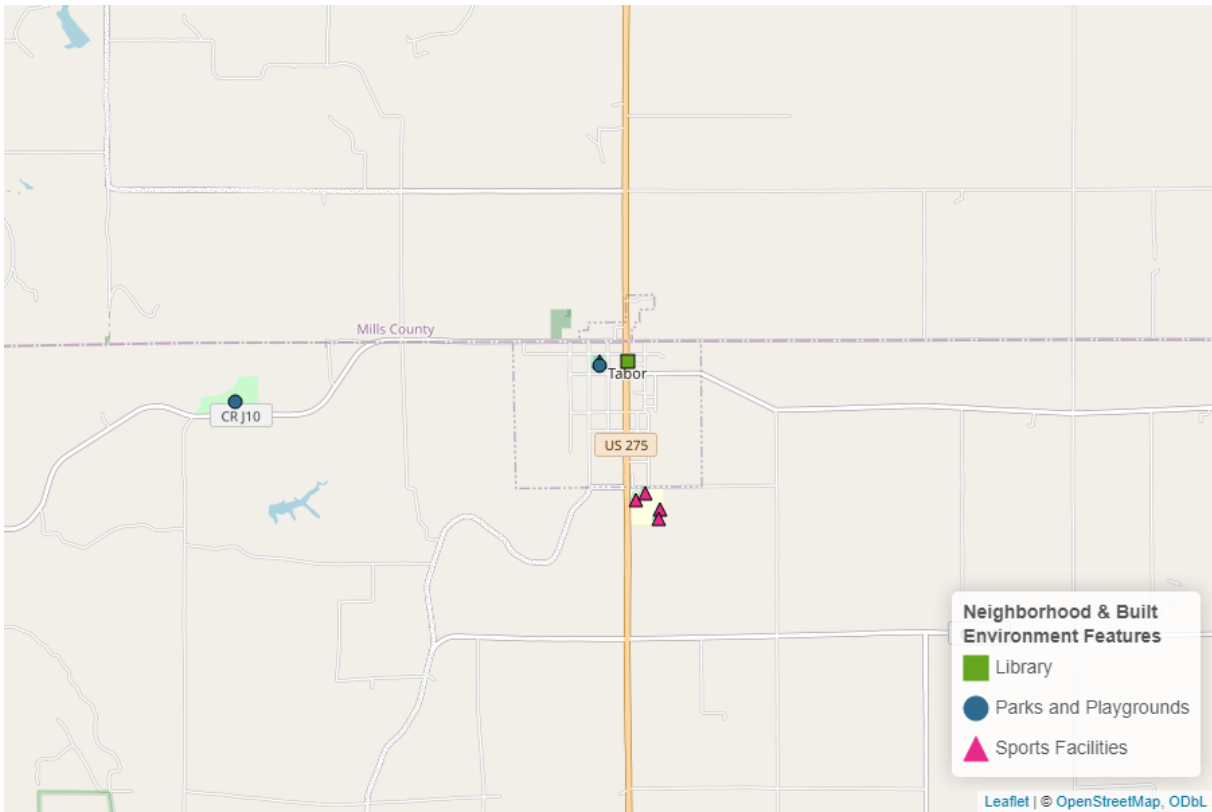 Mills County
Tabor
CR J10
US 275
Neighborhood & Built
Environment Features
Library
Parks and Playgrounds
Sports Facilities
Leaflet | © OpenStreetMap, ODbL